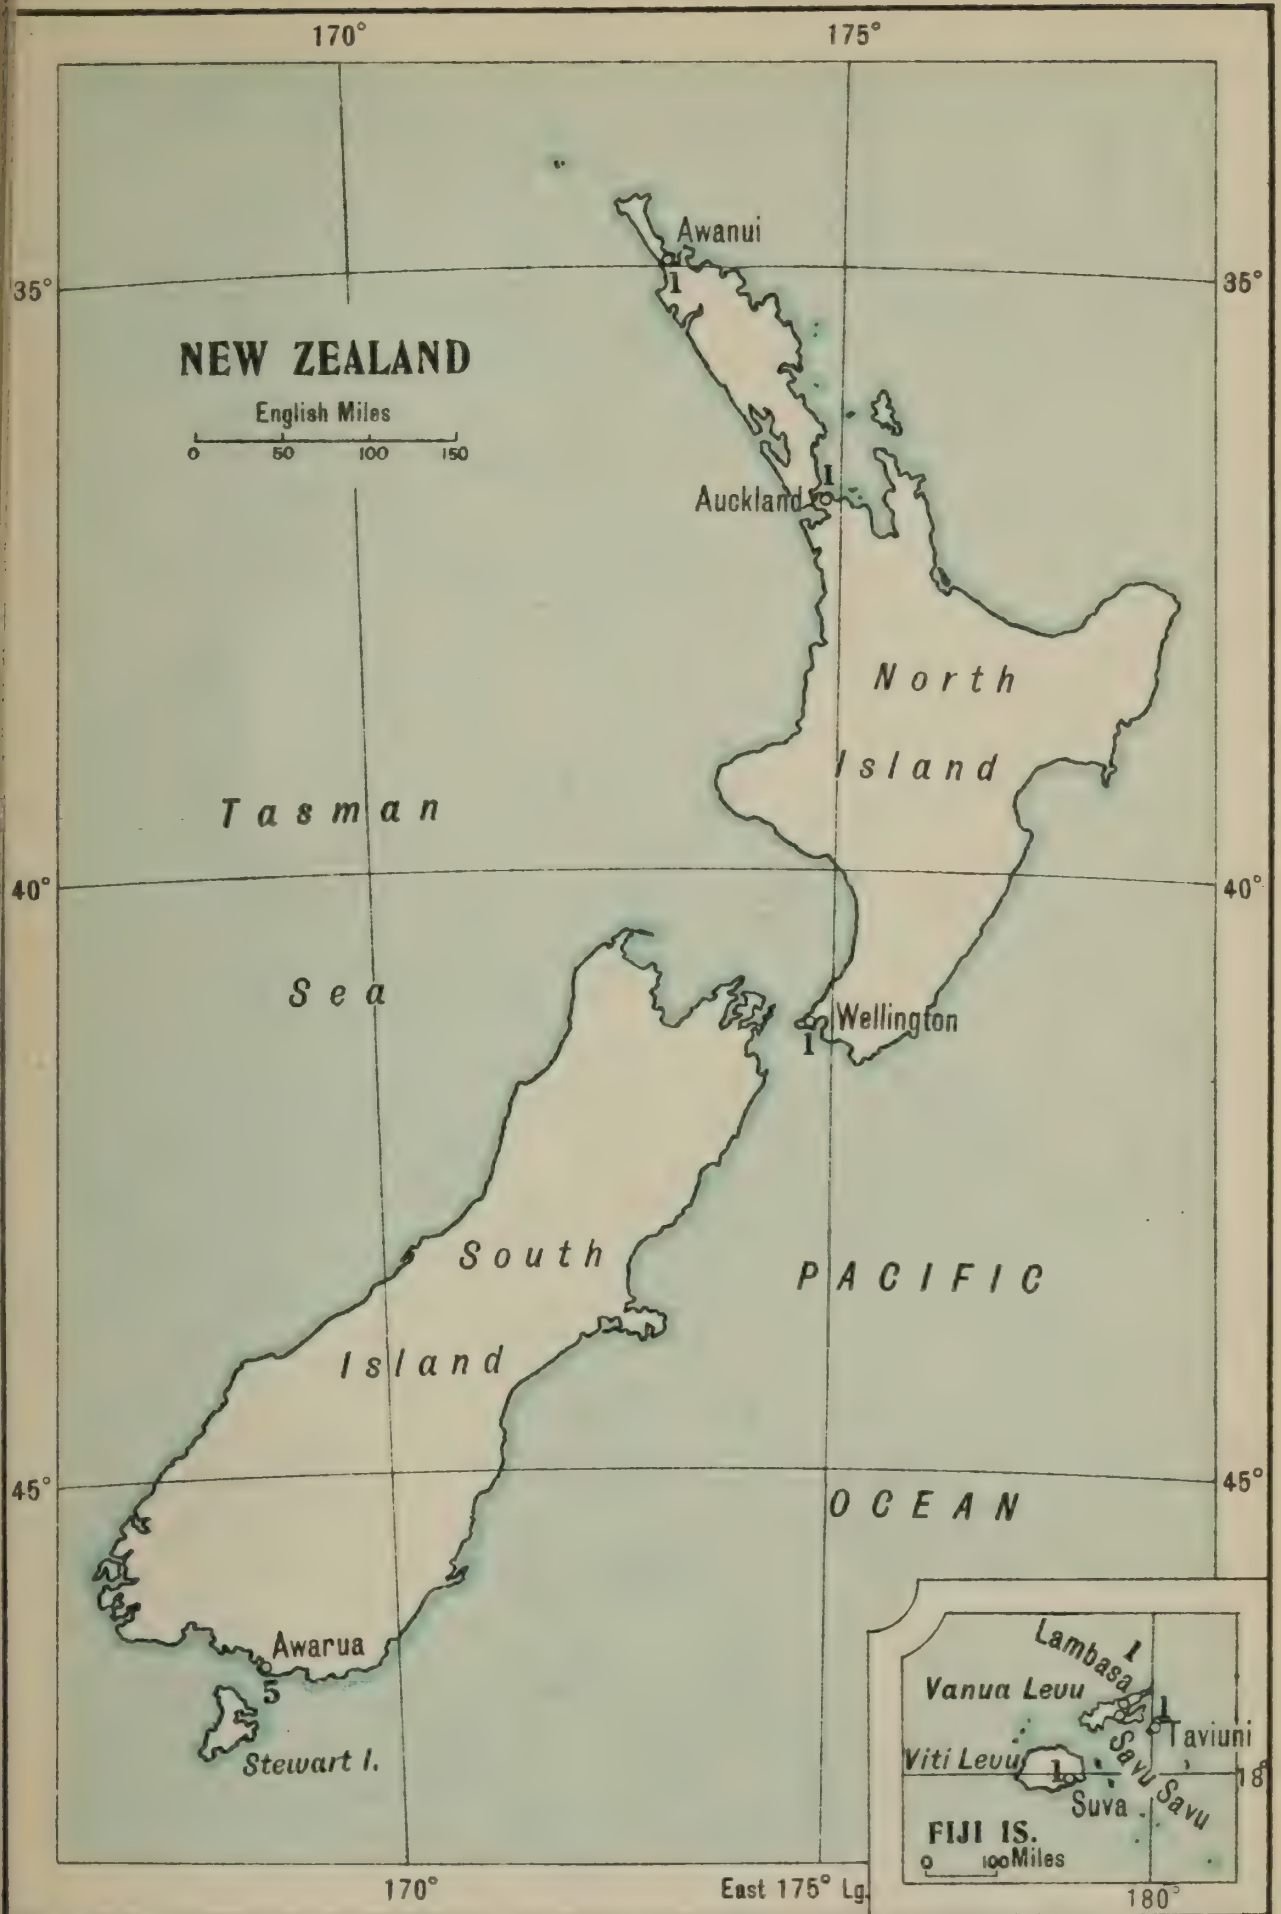 170° 175°
Awanui
1
35° 35°
NEW ZEALAND
English Miles
0 50 100 150
1
Auckland
North
Island
Tasman
40° 40°
Sea
Wellington
1
South
PACIFIC
Island
45° 45°
OCEAN
Awarua
5
Stewart I.
Lambasa 1
Vanua Levu
1
Taviuni
Viti Levu
1
Savu Savu
18°
Suva
FIJI IS.
0 100 Miles
170° East 175° Lg.
180°